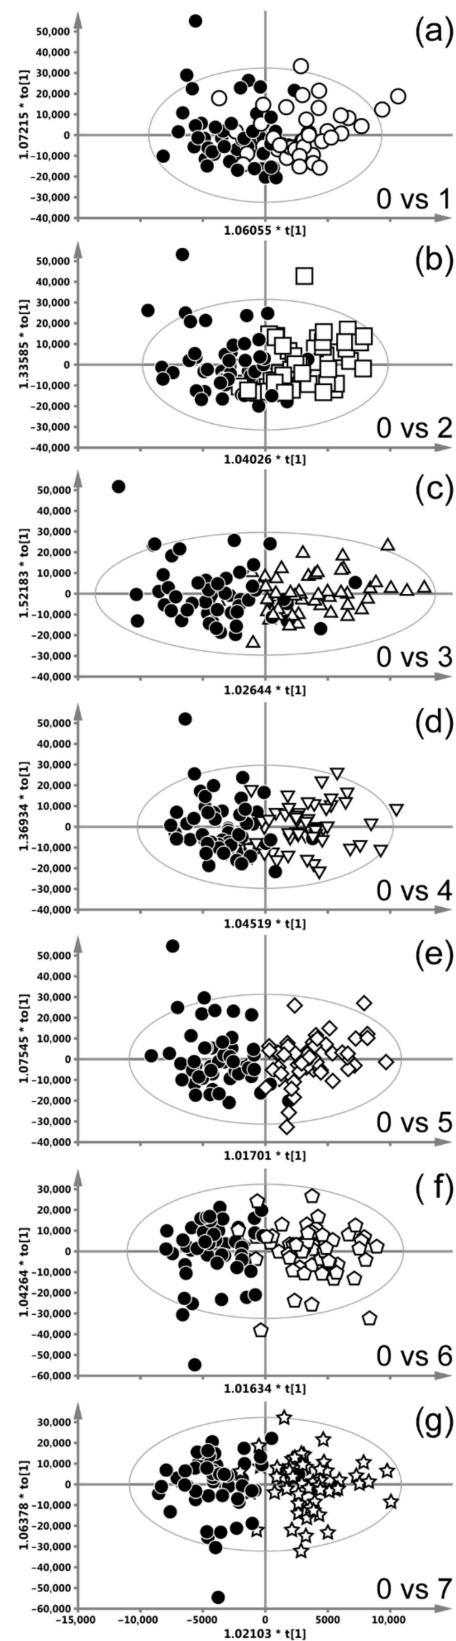 (a)
50,000
40,000
30,000
20,000
10,000
0
−10,000
−20,000
−30,000
−40,000
1.07215 * to[1]
0 vs 1
1.06055 * t[1]
(b)
50,000
40,000
30,000
20,000
10,000
0
−10,000
−20,000
−30,000
−40,000
1.33585 * to[1]
0 vs 2
1.04026 * t[1]
(c)
50,000
40,000
30,000
20,000
10,000
0
−10,000
−20,000
−30,000
−40,000
1.52183 * to[1]
0 vs 3
1.02644 * t[1]
(d)
50,000
40,000
30,000
20,000
10,000
0
−10,000
−20,000
−30,000
−40,000
1.36934 * to[1]
0 vs 4
1.04519 * t[1]
(e)
50,000
40,000
30,000
20,000
10,000
0
−10,000
−20,000
−30,000
−40,000
1.07545 * to[1]
0 vs 5
1.01701 * t[1]
( f)
30,000
20,000
10,000
0
−10,000
−20,000
−30,000
−40,000
−50,000
−60,000
1.04264 * to[1]
0 vs 6
1.01634 * t[1]
(g)
30,000
20,000
10,000
0
−10,000
−20,000
−30,000
−40,000
−50,000
−60,000
1.06378 * to[1]
0 vs 7
−15,000 −10,000 −5000 0 5000 10,000
1.02103 * t[1]